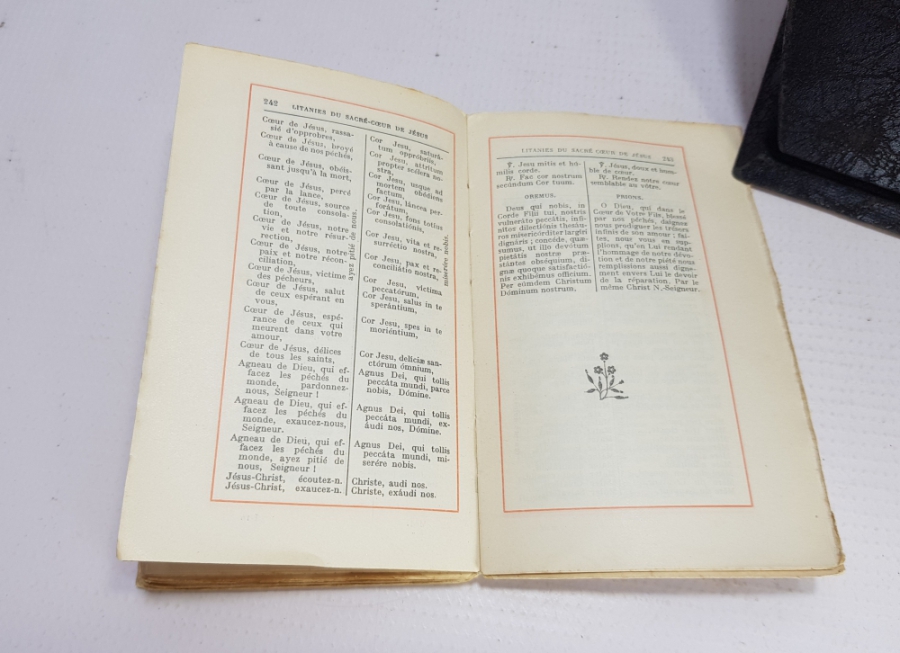 242 LITANIES DU SACRÉ-CŒUR DE JÉSUS
Cœur de Jésus, rassa-
sié d'opprobres,
Cœur de Jésus, broyé
à cause de nos péchés,
Cœur de Jésus, obéis-
sant jusqu'à la mort,
Cœur de Jésus, percé
par la lance,
Cœur de Jésus, source
de toute consola-
tion,
Cœur de Jésus, notre
vie et notre résur-
rection,
Cœur de Jésus, notre
paix et notre récon-
ciliation,
Cœur de Jésus, victime
des pécheurs,
Cœur de Jésus, salut
de ceux espérant en
vous,
Cœur de Jésus, espé-
rance de ceux qui
meurent dans votre
amour,
Cœur de Jésus, délices
de tous les saints,
Agneau de Dieu, qui ef-
facez les péchés du
monde, pardonnez-
nous, Seigneur !
Agneau de Dieu, qui ef-
facez les péchés du
monde, exaucez-nous,
Seigneur.
Agneau de Dieu, qui ef-
facez les péchés du
monde, ayez pitié de
nous, Seigneur !
Jésus-Christ, écoutez-n.
Jésus-Christ, exaucez-n.
ayez pitié de nous.
Cor Jesu, saturá-
tum oppróbriis,
Cor Jesu, attrítum
propter scélera no-
stra,
Cor Jesu, usque ad
mortem obédiens
factum,
Cor Jesu, láncea per-
forátum,
Cor Jesu, fons totíus
consolatiónis,
Cor Jesu, vita et re-
surréctio nostra,
Cor Jesu, pax et re-
conciliátio nostra,
Cor Jesu, víctima
peccatórum,
Cor Jesu, salus in te
sperántium,
Cor Jesu, spes in te
moriéntium,
Cor Jesu, delíciæ san-
ctórum ómnium,
Agnus Dei, qui tollis
peccáta mundi, parce
nobis, Dómine.
Agnus Dei, qui tollis
peccáta mundi, ex-
áudi nos, Dómine.
Agnus Dei, qui tollis
peccáta mundi, mi-
serére nobis.
Christe, audi nos.
Christe, exáudi nos.
miserére nobis.
LITANIES DU SACRÉ CŒUR DE JÉSUS 243
℣. Jesu mitis et hú-
milis corde.
℟. Fac cor nostrum
secúndum Cor tuum.
OREMUS.
Deus qui nobis, in
Corde Fílii tui, nostris
vulneráto peccátis, infi-
nítos dilectiónis thesáu-
ros misericórditer largíri
dignáris ; concéde, quǽ-
sumus, ut illi devótum
pietátis nostræ præ-
stántes obséquium, di-
gnæ quoque satisfactió-
nis exhibeámus officium.
Per eúmdem Christum
Dóminum nostrum.
℣. Jésus, doux et hum-
ble de cœur.
℟. Rendez notre cœur
semblable au vôtre.
PRIONS.
O Dieu, qui dans le
Cœur de Votre Fils, blessé
par nos péchés, daignez
nous prodiguer les trésors
infinis de son amour ; fai-
tes, nous vous en sup-
plions, qu'en Lui rendant
l'hommage de notre dévo-
tion et de notre piété nous
remplissions aussi digne-
ment envers Lui le devoir
de la réparation. Par le
même Christ N.-Seigneur.